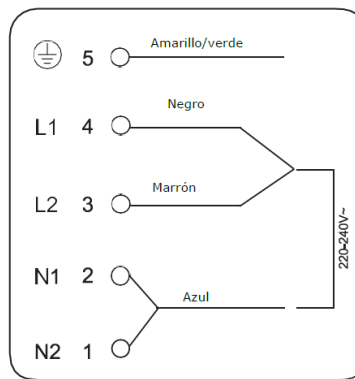 5 Amarillo/verde
L1 4 Negro
L2 3 Marrón
220-240V~
N1 2
Azul
N2 1